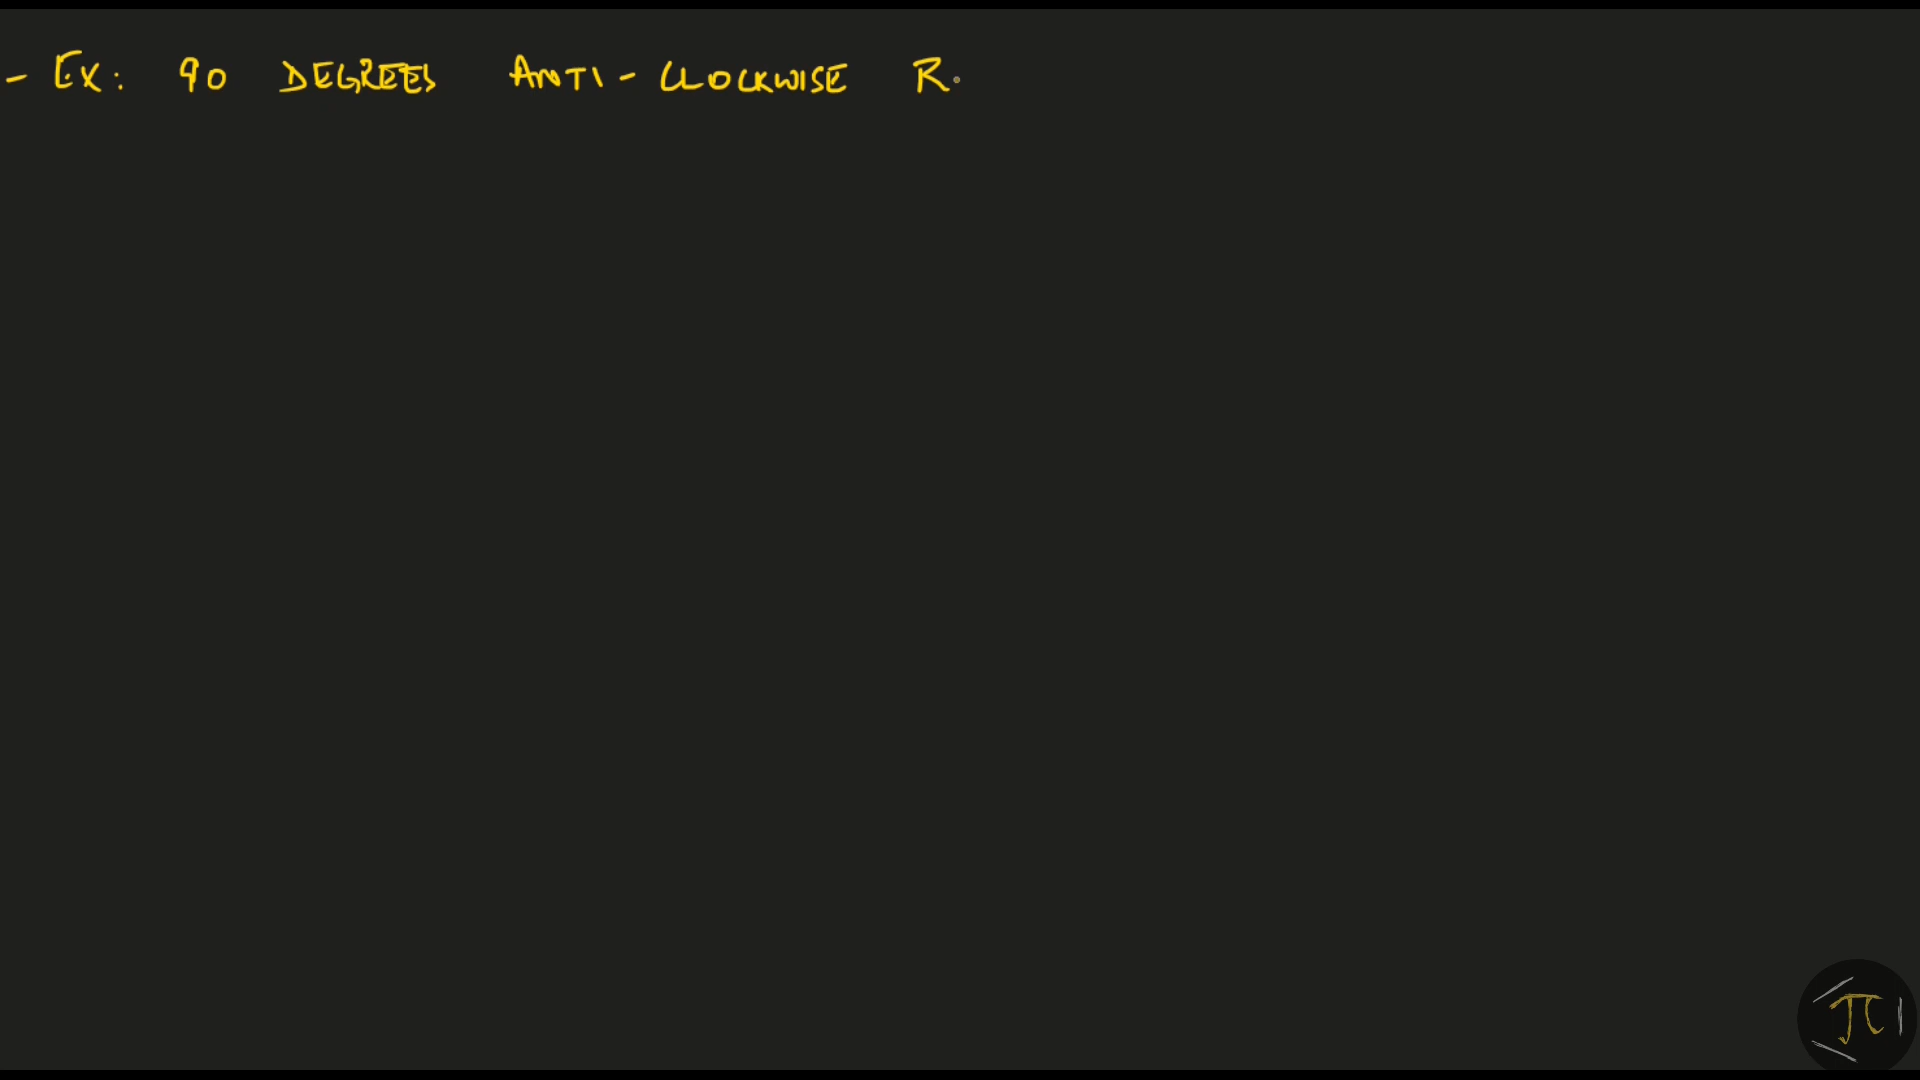 - Ex: 90 DEGREES ANTI-CLOCKWISE R
π